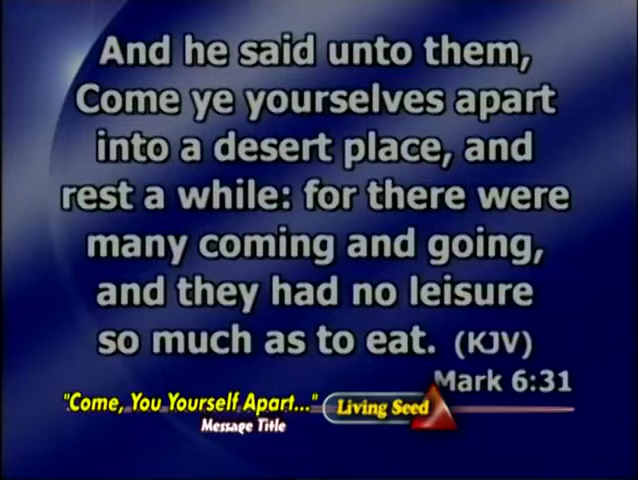 And he said unto them,
Come ye yourselves apart
into a desert place, and
rest a while: for there were
many coming and going,
and they had no leisure
so much as to eat. (KJV)
Mark 6:31
"Come, You Yourself Apart..."
Living Seed
Message Title